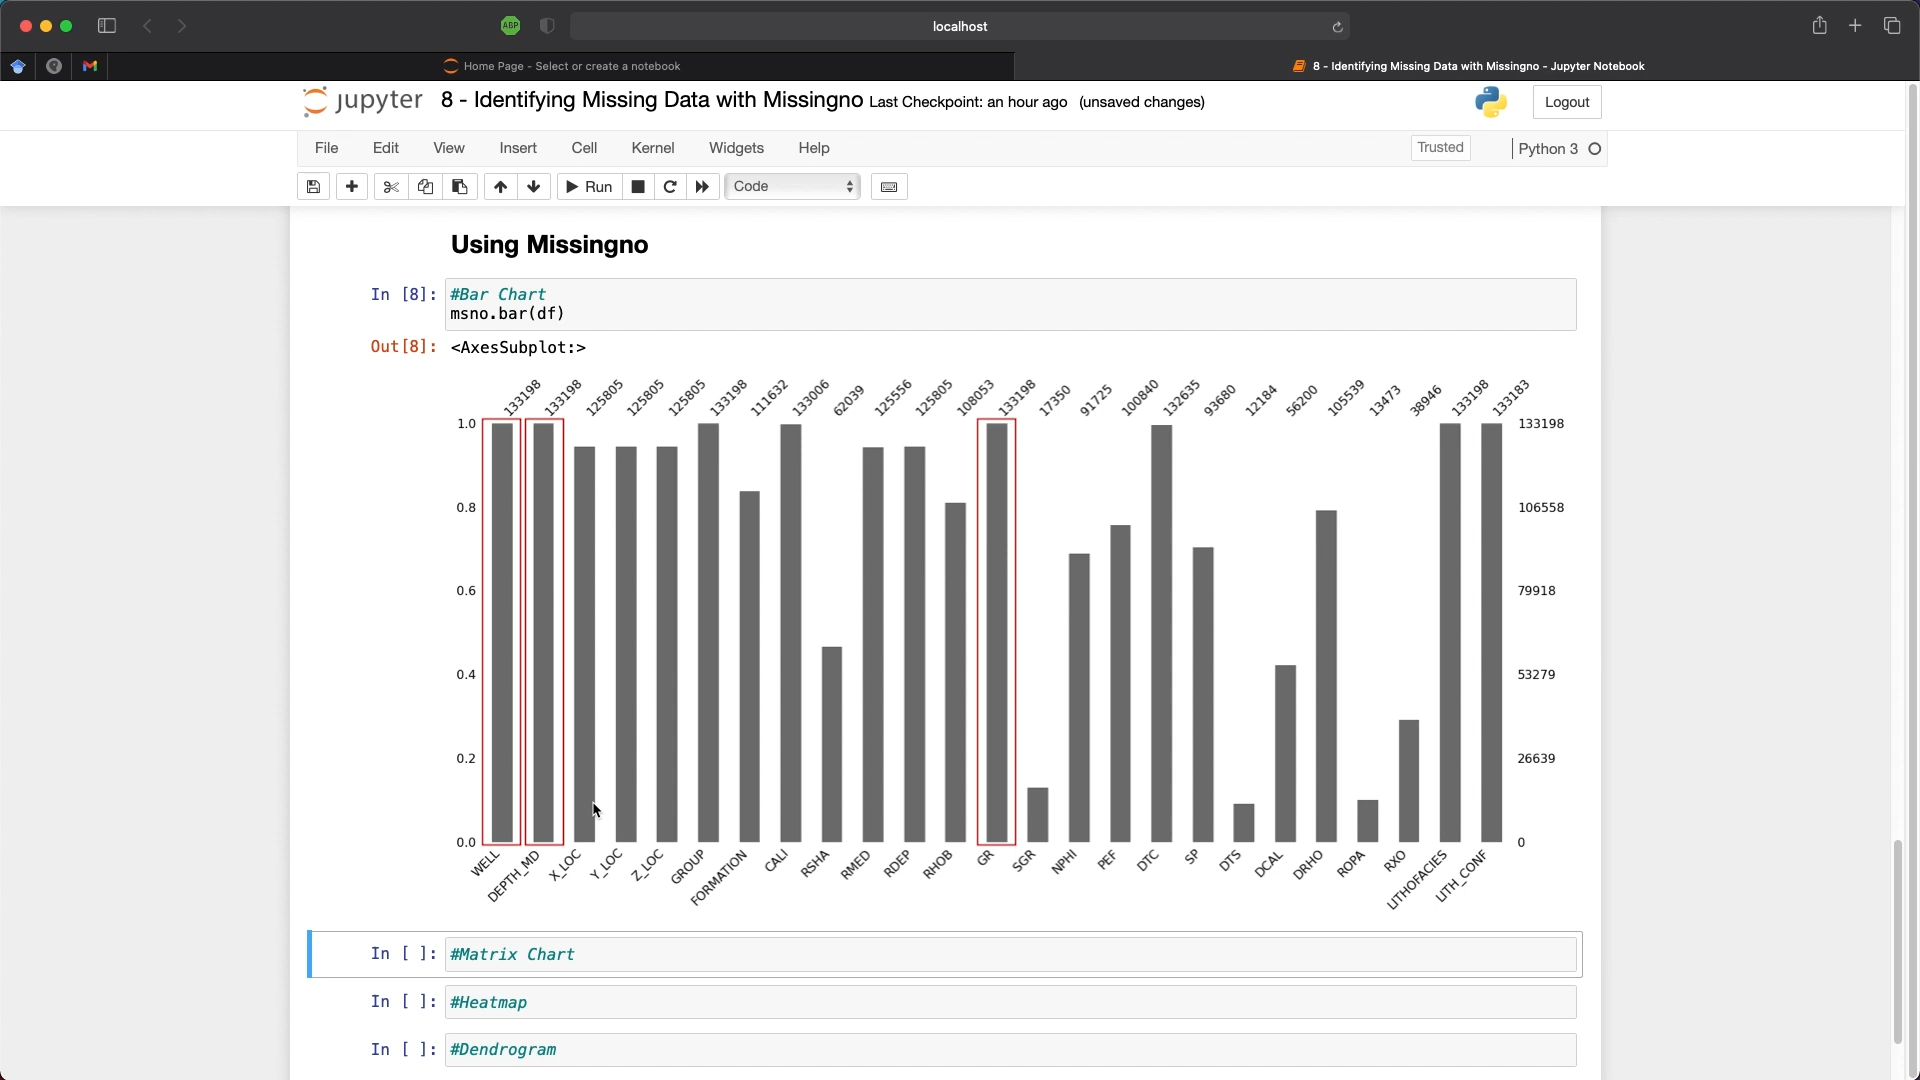 localhost
Home Page - Select or create a notebook
8 - Identifying Missing Data with Missingno - Jupyter Notebook
jupyter 8 - Identifying Missing Data with Missingno Last Checkpoint: an hour ago (unsaved changes)
Logout
File Edit View Insert Cell Kernel Widgets Help Trusted Python 3
Run Code
Using Missingno
In [8]: #Bar Chart
msno.bar(df)
Out[8]: <AxesSubplot:>
133198 133198 125805 125805 125805 133198 111632 133006 62039 125556 125805 108053 133198 17350 91725 100840 132635 93680 12184 56200 105539 13473 38946 133198 133183
1.0 133198
0.8 106558
0.6 79918
0.4 53279
0.2 26639
0.0 0
WELL DEPTH_MD X_LOC Y_LOC Z_LOC GROUP FORMATION CALI RSHA RMED RDEP RHOB GR SGR NPHI PEF DTC SP DTS DCAL DRHO ROPA RXO LITHOFACIES LITH_CONF
In [ ]: #Matrix Chart
In [ ]: #Heatmap
In [ ]: #Dendrogram
ABP